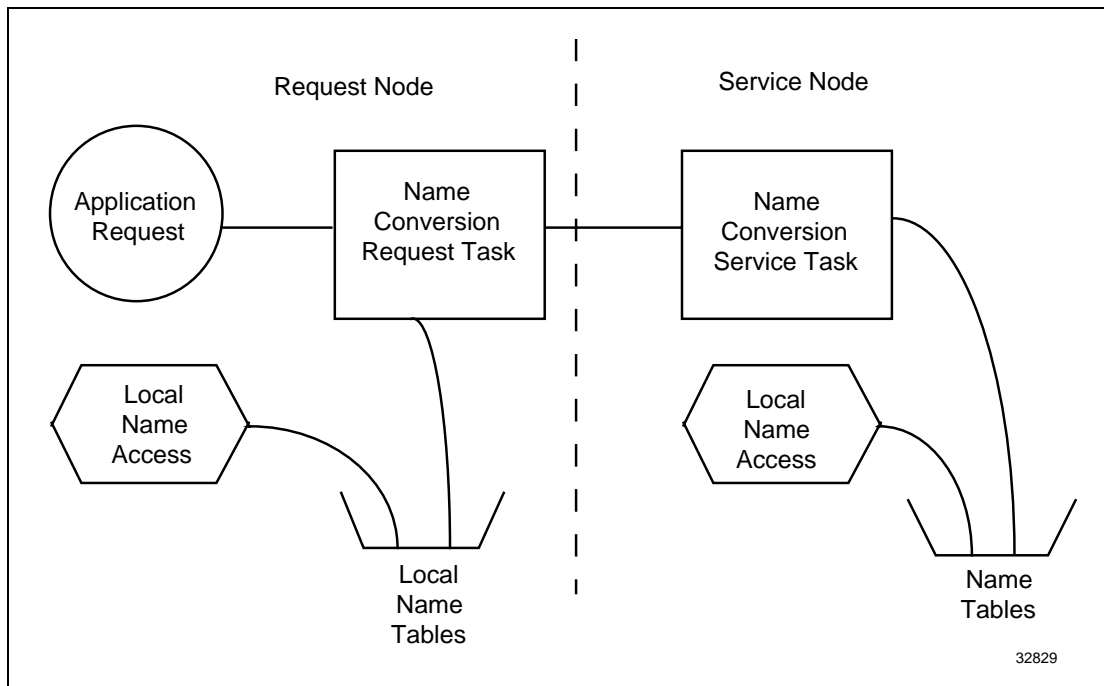 Request Node
Service Node
Application
Request
Name
Conversion
Request Task
Name
Conversion
Service Task
Local
Name
Access
Local
Name
Access
Local
Name
Tables
Name
Tables
32829